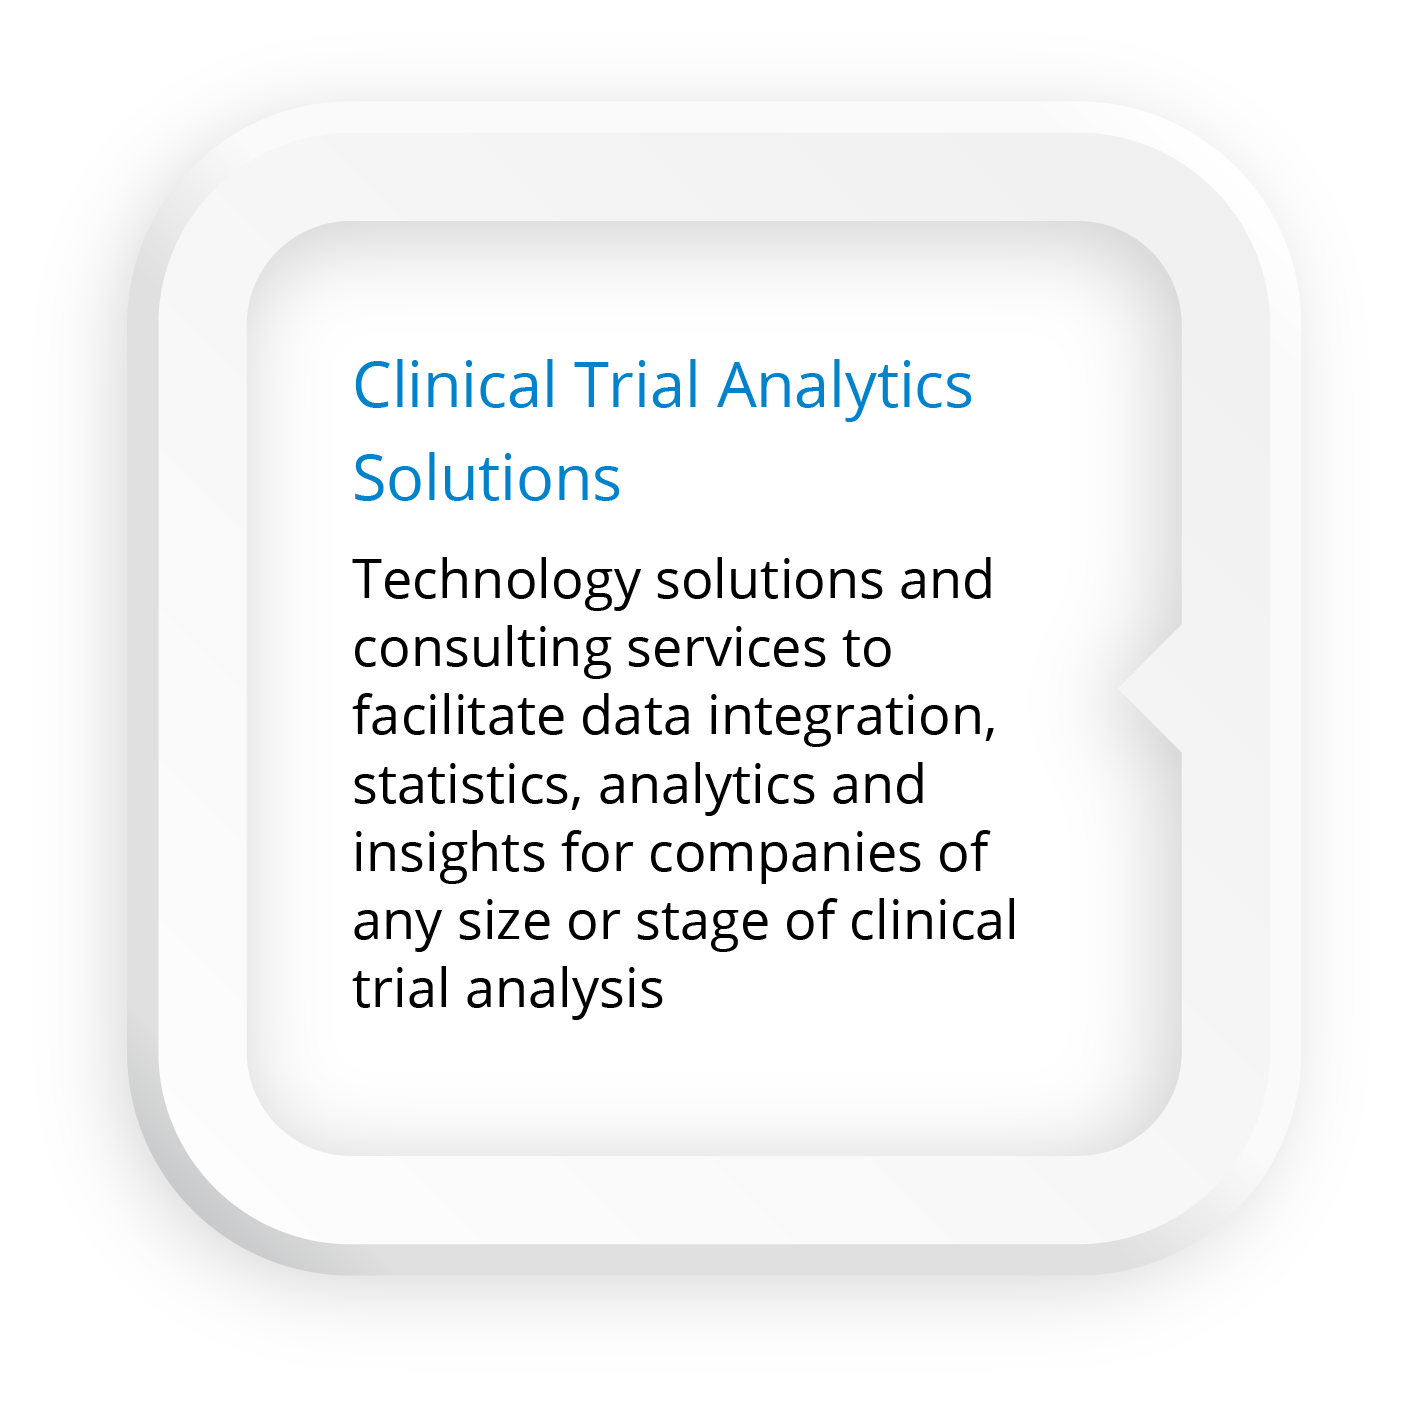 Clinical Trial Analytics
Solutions
Technology solutions and
consulting services to
facilitate data integration,
statistics, analytics and
insights for companies of
any size or stage of clinical
trial analysis